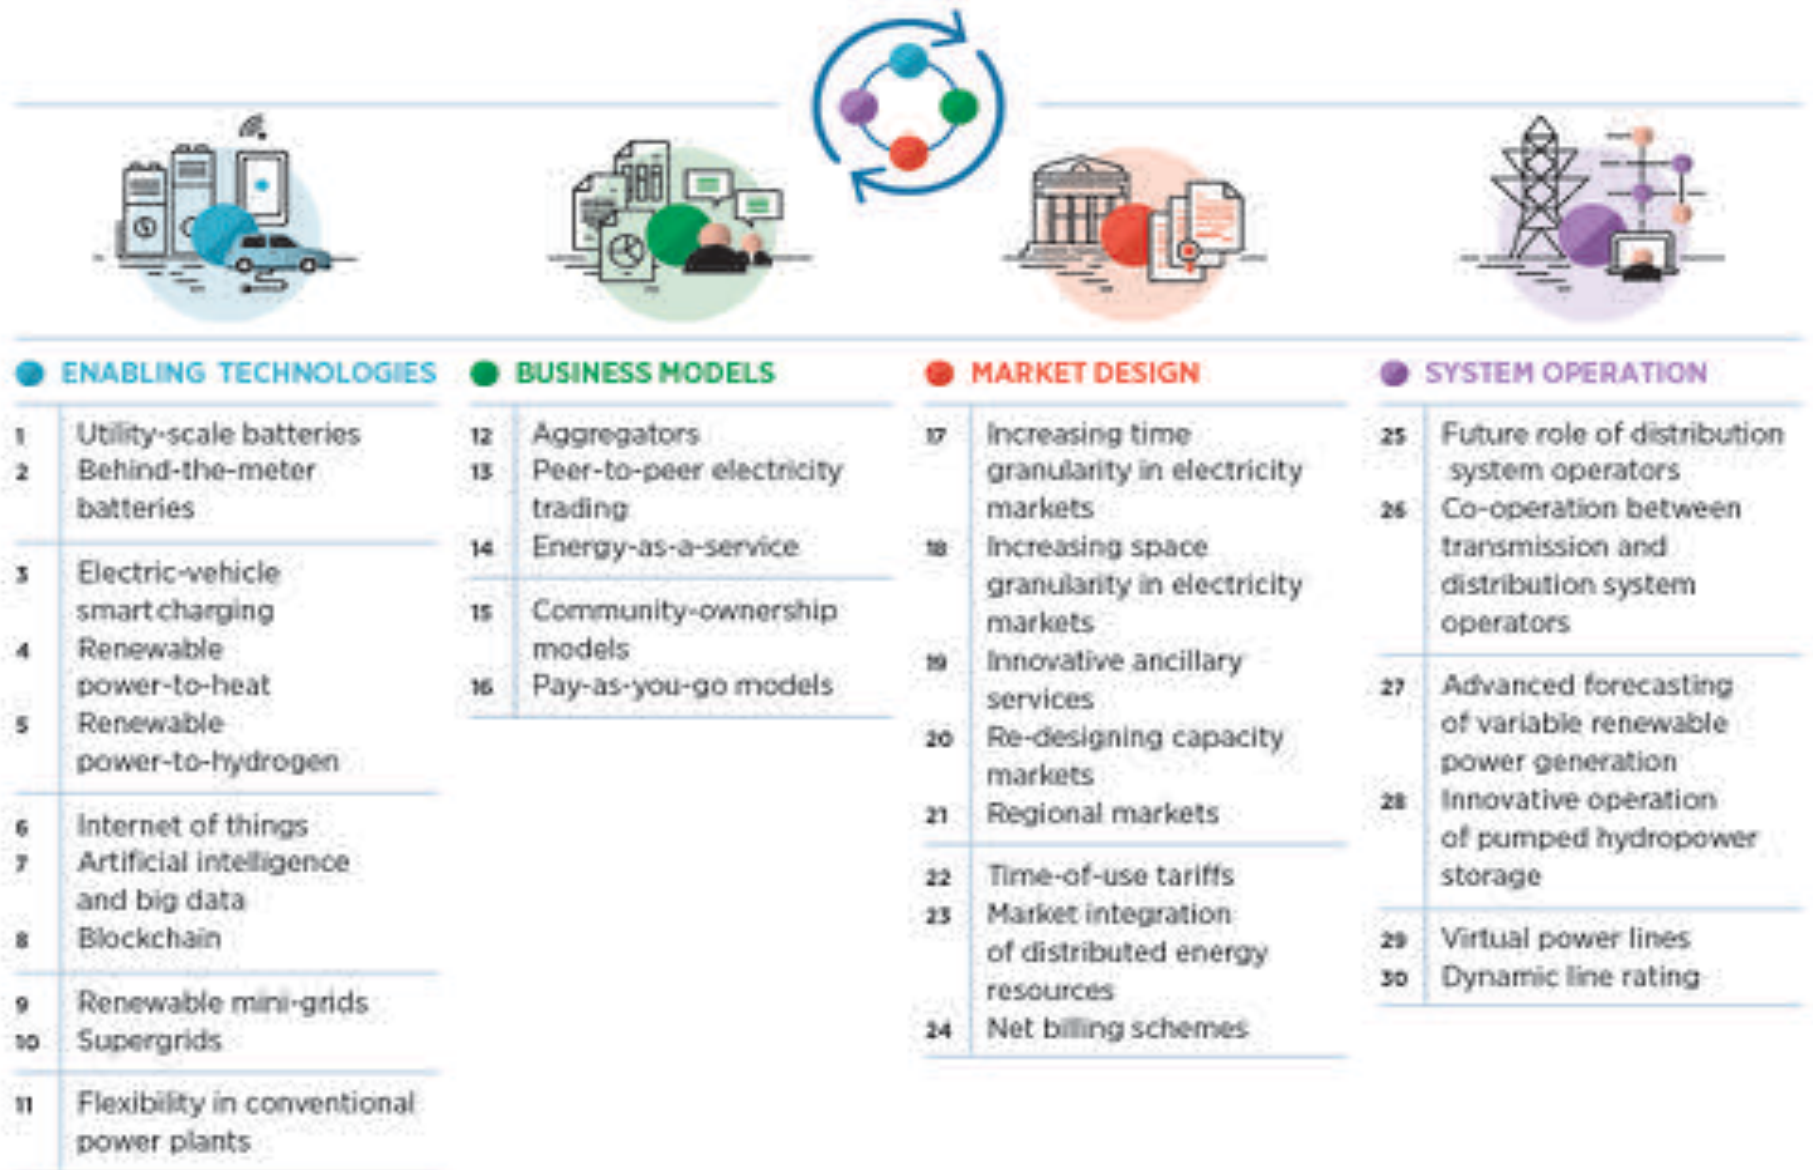 ENABLING TECHNOLOGIES
1 Utility-scale batteries
2 Behind-the-meter
batteries
3 Electric-vehicle
smart charging
4 Renewable
power-to-heat
5 Renewable
power-to-hydrogen
6 Internet of things
7 Artificial intelligence
and big data
8 Blockchain
9 Renewable mini-grids
10 Supergrids
11 Flexibility in conventional
power plants
BUSINESS MODELS
12 Aggregators
13 Peer-to-peer electricity
trading
14 Energy-as-a-service
15 Community-ownership
models
16 Pay-as-you-go models
MARKET DESIGN
17 Increasing time
granularity in electricity
markets
18 Increasing space
granularity in electricity
markets
19 Innovative ancillary
services
20 Re-designing capacity
markets
21 Regional markets
22 Time-of-use tariffs
23 Market integration
of distributed energy
resources
24 Net billing schemes
SYSTEM OPERATION
25 Future role of distribution
system operators
26 Co-operation between
transmission and
distribution system
operators
27 Advanced forecasting
of variable renewable
power generation
28 Innovative operation
of pumped hydropower
storage
29 Virtual power lines
30 Dynamic line rating